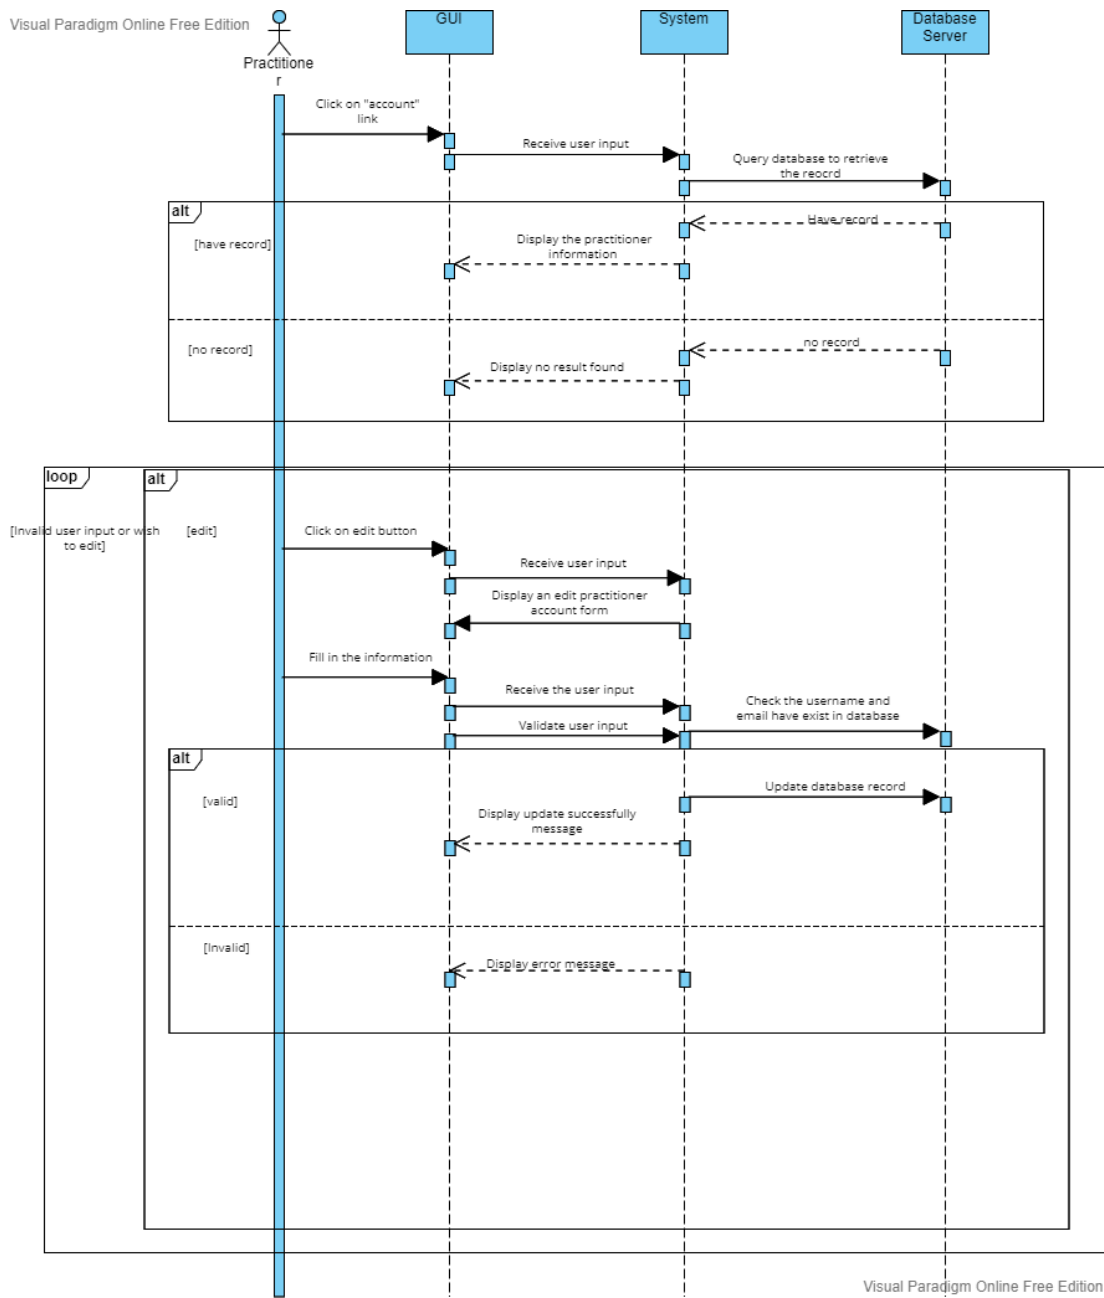 Visual Paradigm Online Free Edition
GUI
System
Database
Server
Practitione
r
Click on "account"
link
Receive user input
Query database to retrieve
the reocrd
alt
Have record
[have record]
Display the practitioner
information
no record
[no record]
Display no result found
loop
alt
[Invalid user input or wish
to edit]
[edit]
Click on edit button
Receive user input
Display an edit practitioner
account form
Fill in the information
Receive the user input
Check the username and
email have exist in database
Validate user input
alt
Update database record
[valid]
Display update successfully
message
[Invalid]
Display error message
Visual Paradigm Online Free Edition